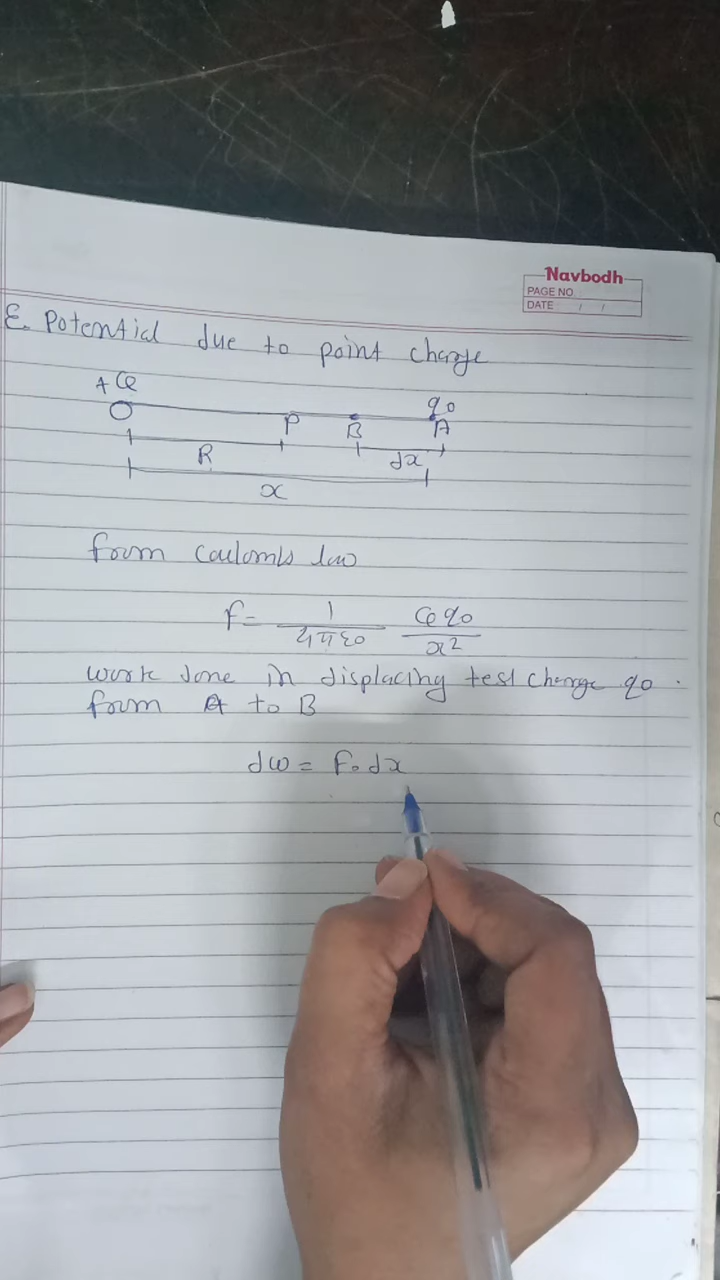 Navbodh
PAGE NO.
DATE / /
E. Potential due to point charge
+Q q0
P B A
R dx
x
from Coulombs law
F = 1/4πε0 Qq0/x²
work done in displacing test charge q0.
from A to B
dw = F. dx